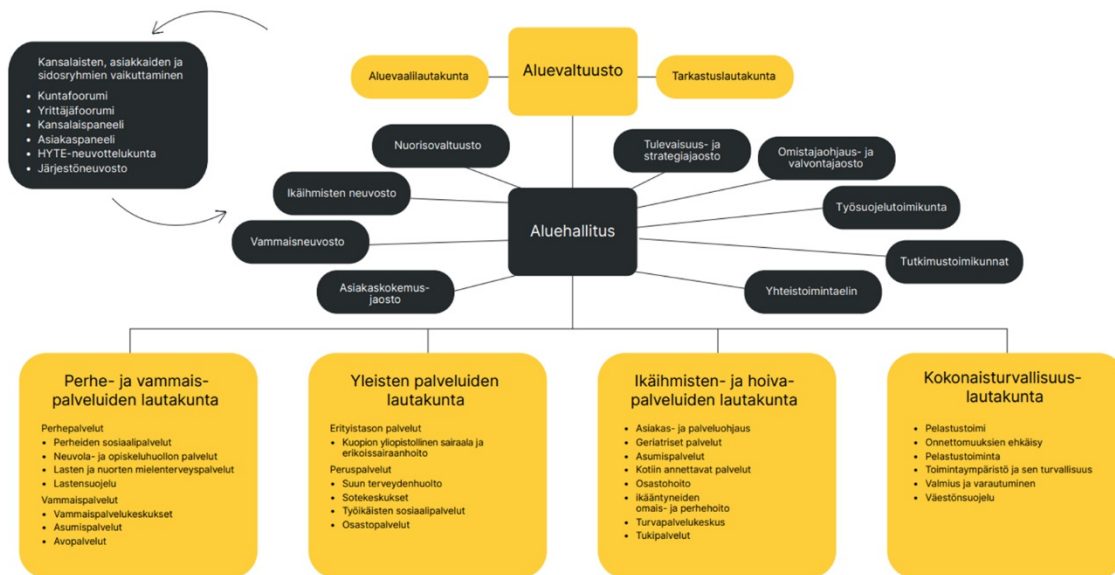 Kansalaisten, asiakkaiden ja
sidosryhmien vaikuttaminen
• Kuntafoorumi
• Yrittäjäfoorumi
• Kansalaispaneeli
• Asiakaspaneeli
• HYTE-neuvottelukunta
• Järjestöneuvosto
Aluevaalilautakunta
Aluevaltuusto
Tarkastuslautakunta
Nuorisovaltuusto
Tulevaisuus- ja
strategiajaosto
Omistajaohjaus- ja
valvontajaosto
Ikäihmisten neuvosto
Työsuojelutoimikunta
Aluehallitus
Vammaisneuvosto
Tutkimustoimikunnat
Asiakaskokemus-
jaosto
Yhteistoimintaelin
Perhe- ja vammais-
palveluiden lautakunta
Perhepalvelut
• Perheiden sosiaalipalvelut
• Neuvola- ja opiskeluhuollon palvelut
• Lasten ja nuorten mielenterveyspalvelut
• Lastensuojelu
Vammaispalvelut
• Vammaispalvelukeskukset
• Asumispalvelut
• Avopalvelut
Yleisten palveluiden
lautakunta
Erityistason palvelut
• Kuopion yliopistollinen sairaala ja
erikoissairaanhoito
Peruspalvelut
• Suun terveydenhuolto
• Sotekeskukset
• Työikäisten sosiaalipalvelut
• Osastopalvelut
Ikäihmisten- ja hoiva-
palveluiden lautakunta
• Asiakas- ja palveluohjaus
• Geriatriset palvelut
• Asumispalvelut
• Kotiin annettavat palvelut
• Osastohoito
• ikääntyneiden
omais- ja perhehoito
• Turvapalvelukeskus
• Tukipalvelut
Kokonaisturvallisuus-
lautakunta
• Pelastustoimi
• Onnettomuuksien ehkäisy
• Pelastustoiminta
• Toimintaympäristö ja sen turvallisuus
• Valmius ja varautuminen
• Väestönsuojelu